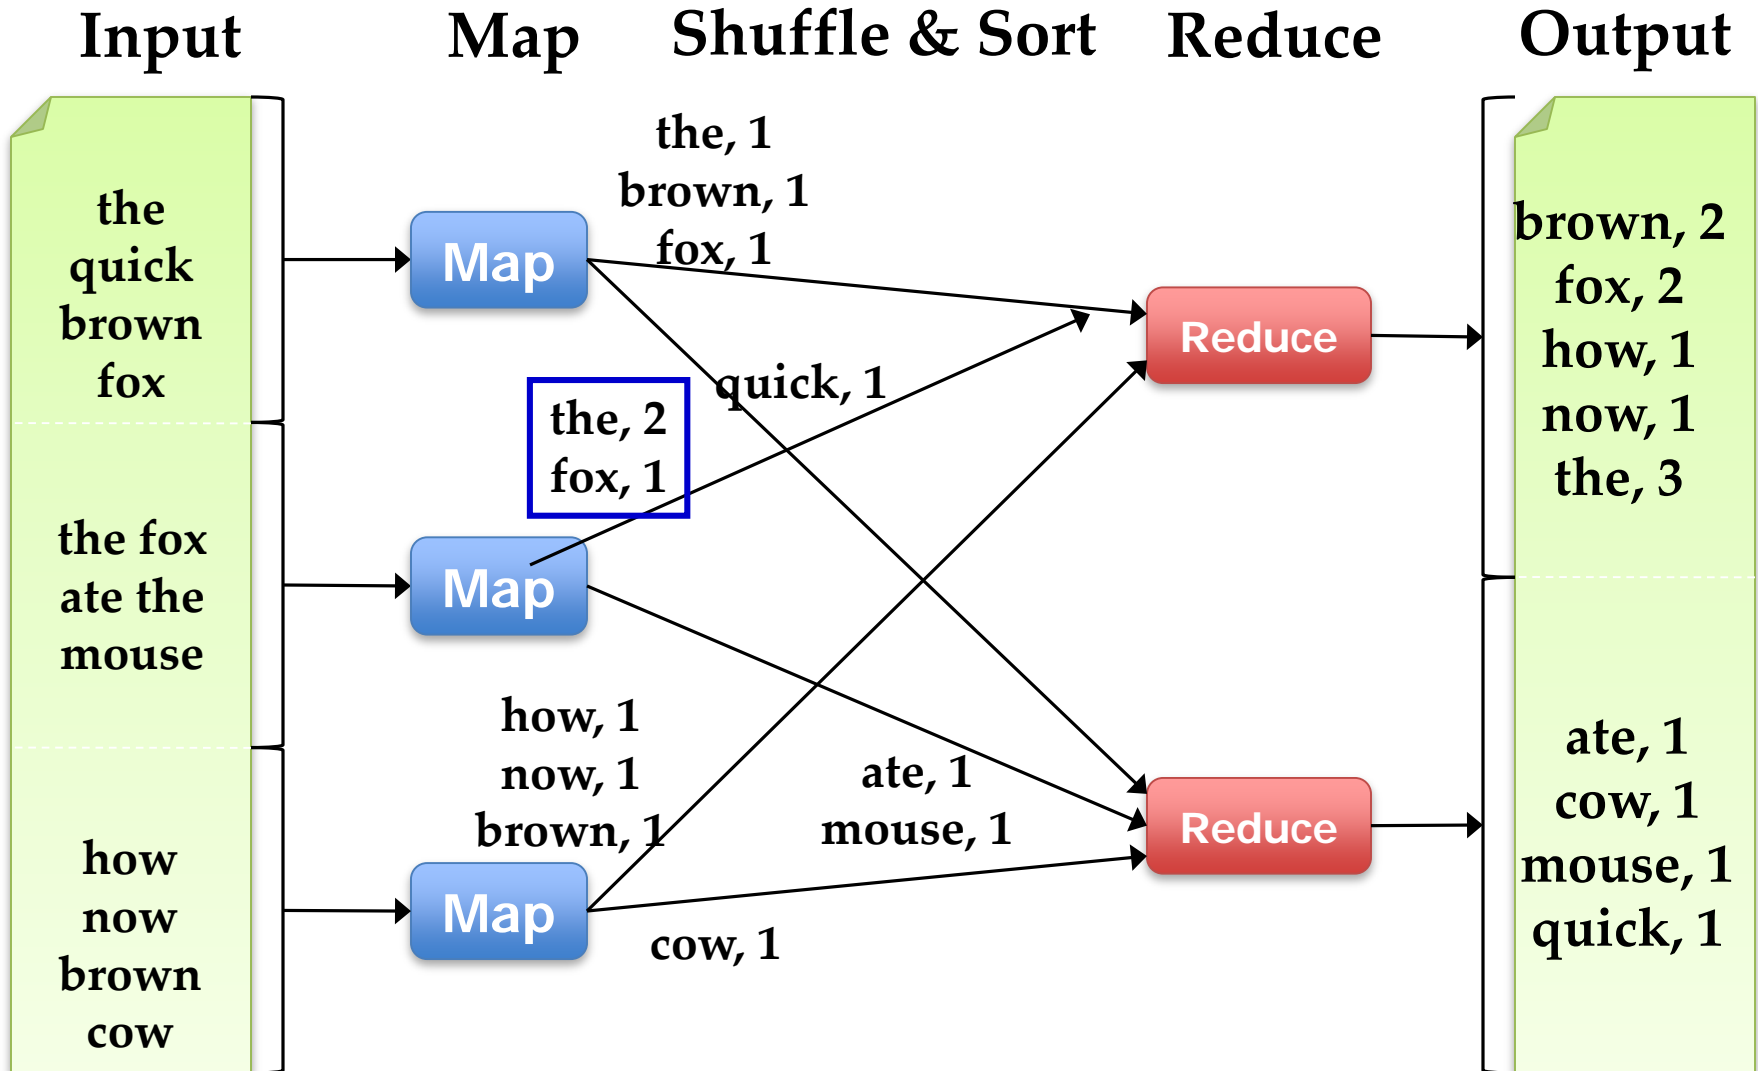 Input
Map
Shuffle & Sort
Reduce
Output
the
quick
brown
fox
the fox
ate the
mouse
how
now
brown
cow
Map
Map
Map
the, 1
brown, 1
fox, 1
quick, 1
the, 2
fox, 1
how, 1
now, 1
brown, 1
ate, 1
mouse, 1
cow, 1
Reduce
Reduce
brown, 2
fox, 2
how, 1
now, 1
the, 3
ate, 1
cow, 1
mouse, 1
quick, 1